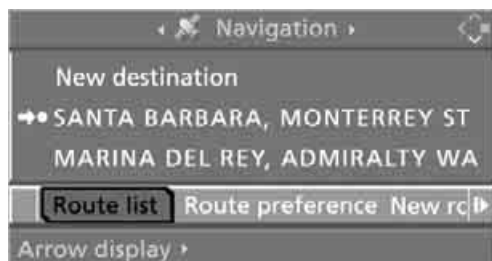 Navigation
New destination
SANTA BARBARA, MONTERREY ST
MARINA DEL REY, ADMIRALTY WA
Route list Route preference New
Arrow display